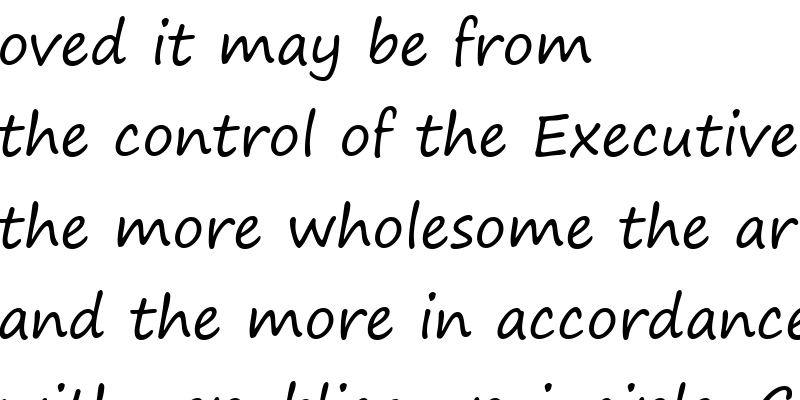 oved it may be from
the control of the Executive
the more wholesome the ar
and the more in accordance